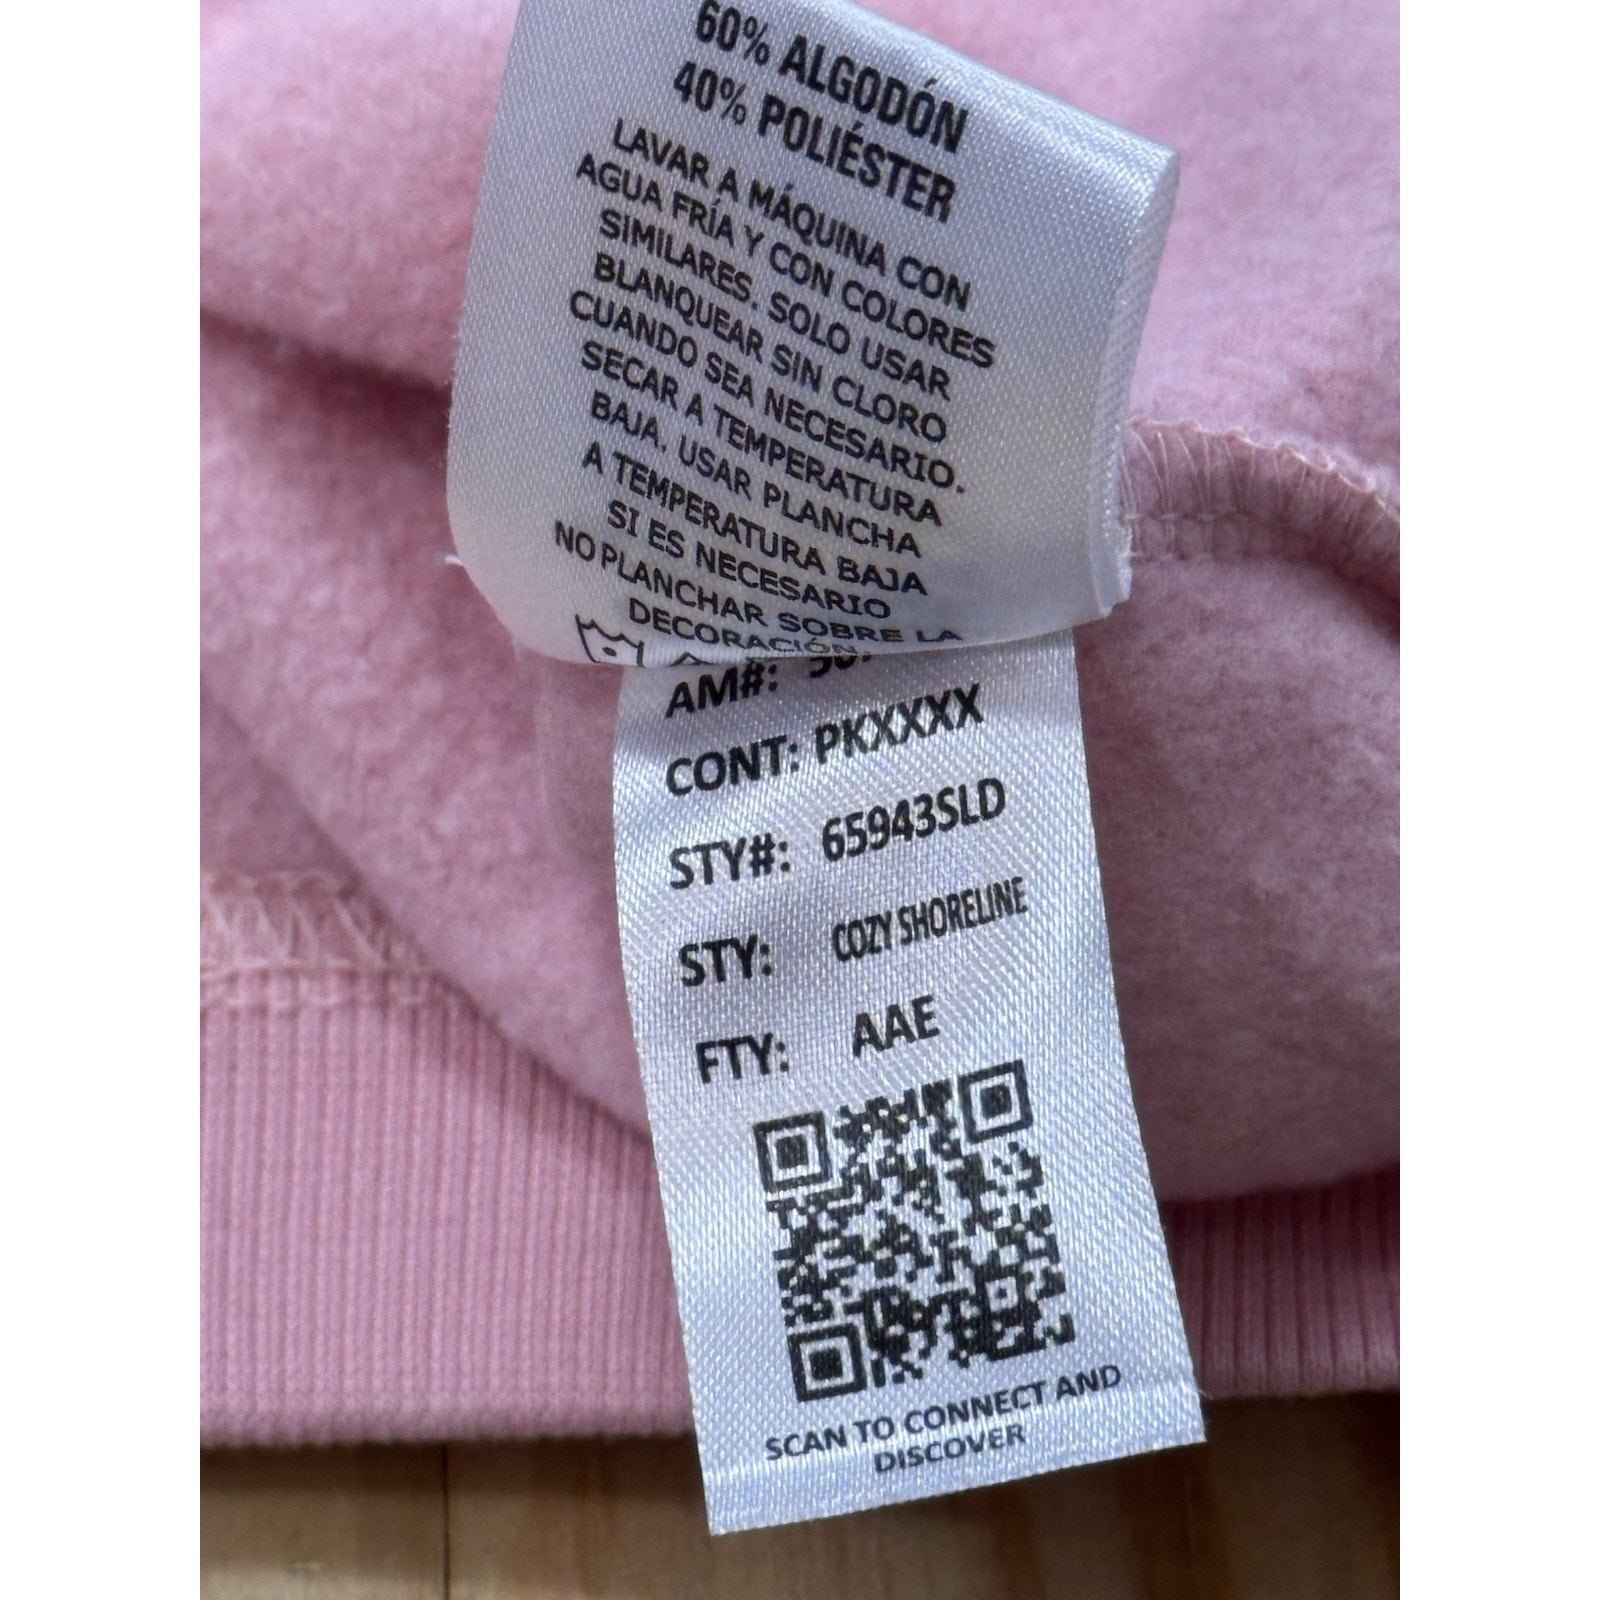 60% ALGODÓN
40% POLIÉSTER
LAVAR A MÁQUINA CON
AGUA FRÍA Y CON COLORES
SIMILARES. SOLO USAR
BLANQUEAR SIN CLORO
CUANDO SEA NECESARIO.
SECAR A TEMPERATURA
BAJA. USAR PLANCHA
A TEMPERATURA BAJA
SI ES NECESARIO
NO PLANCHAR SOBRE LA
DECORACIÓN
AM#:
CONT: PKXXXX
STY#: 65943SLD
STY: COZY SHORELINE
FTY: AAE
SCAN TO CONNECT AND
DISCOVER